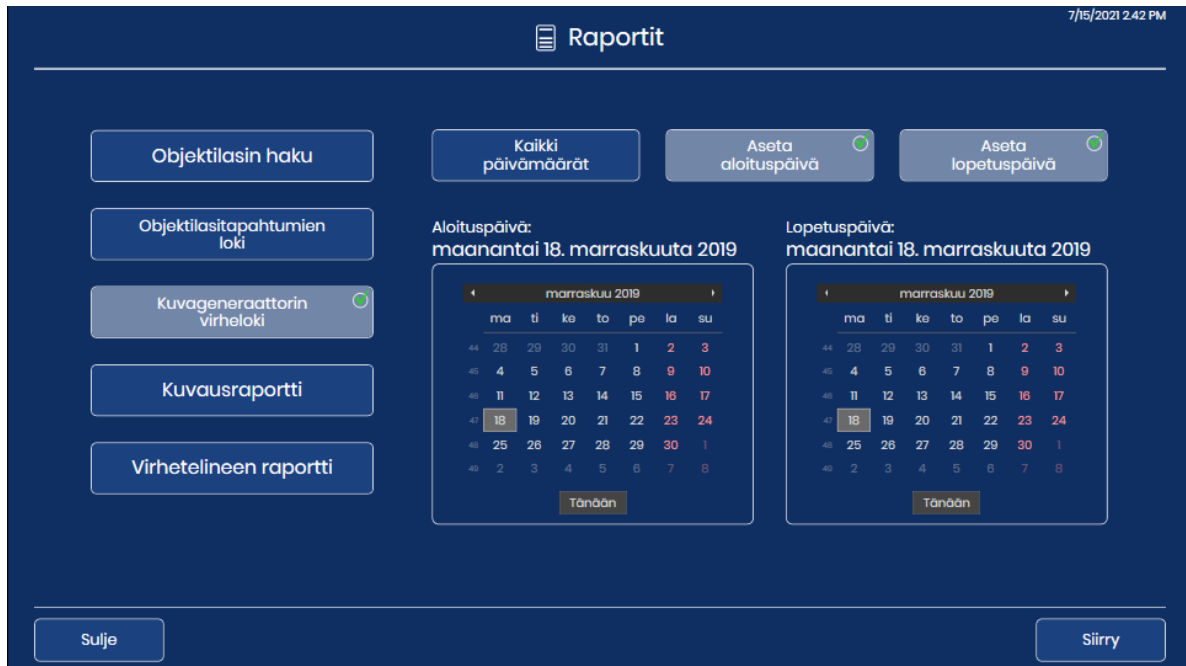 7/15/2021 2.42 PM
Raportit
Objektilasin haku
Objektilasitapahtumien
loki
Kuvageneraattorin
virheloki
Kuvausraportti
Virhetelineen raportti
Kaikki
päivämäärät
Aseta
aloituspäivä
Aseta
lopetuspäivä
Aloituspäivä:
maanantai 18. marraskuuta 2019
marraskuu 2019
ma ti ke to pe la su
44 28 29 30 31 1 2 3
45 4 5 6 7 8 9 10
46 11 12 13 14 15 16 17
47 18 19 20 21 22 23 24
48 25 26 27 28 29 30 1
49 2 3 4 5 6 7 8
Tänään
Lopetuspäivä:
maanantai 18. marraskuuta 2019
marraskuu 2019
ma ti ke to pe la su
44 28 29 30 31 1 2 3
45 4 5 6 7 8 9 10
46 11 12 13 14 15 16 17
47 18 19 20 21 22 23 24
48 25 26 27 28 29 30 1
49 2 3 4 5 6 7 8
Tänään
Sulje
Siirry